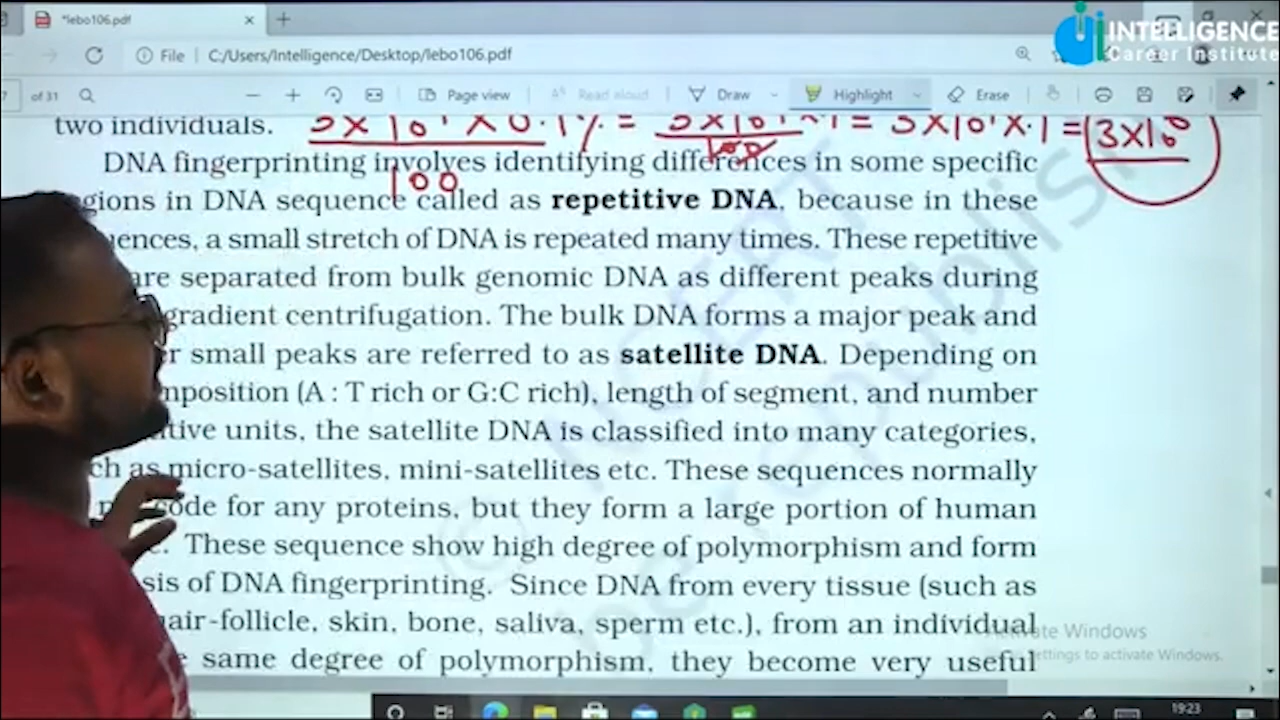 *lebo106.pdf
INTELLIGENCE
Career Institute
File | C:/Users/Intelligence/Desktop/lebo106.pdf
7 of 31 Page view Read aloud Draw Highlight Erase
two individuals.
DNA fingerprinting involves identifying differences in some specific
gions in DNA sequence called as repetitive DNA, because in these
100
ences, a small stretch of DNA is repeated many times. These repetitive
are separated from bulk genomic DNA as different peaks during
gradient centrifugation. The bulk DNA forms a major peak and
r small peaks are referred to as satellite DNA. Depending on
mposition (A : T rich or G:C rich), length of segment, and number
tive units, the satellite DNA is classified into many categories,
ch as micro-satellites, mini-satellites etc. These sequences normally
code for any proteins, but they form a large portion of human
These sequence show high degree of polymorphism and form
sis of DNA fingerprinting. Since DNA from every tissue (such as
air-follicle, skin, bone, saliva, sperm etc.), from an individual
same degree of polymorphism, they become very useful
Windows
ettings to activate Windows.
19:23